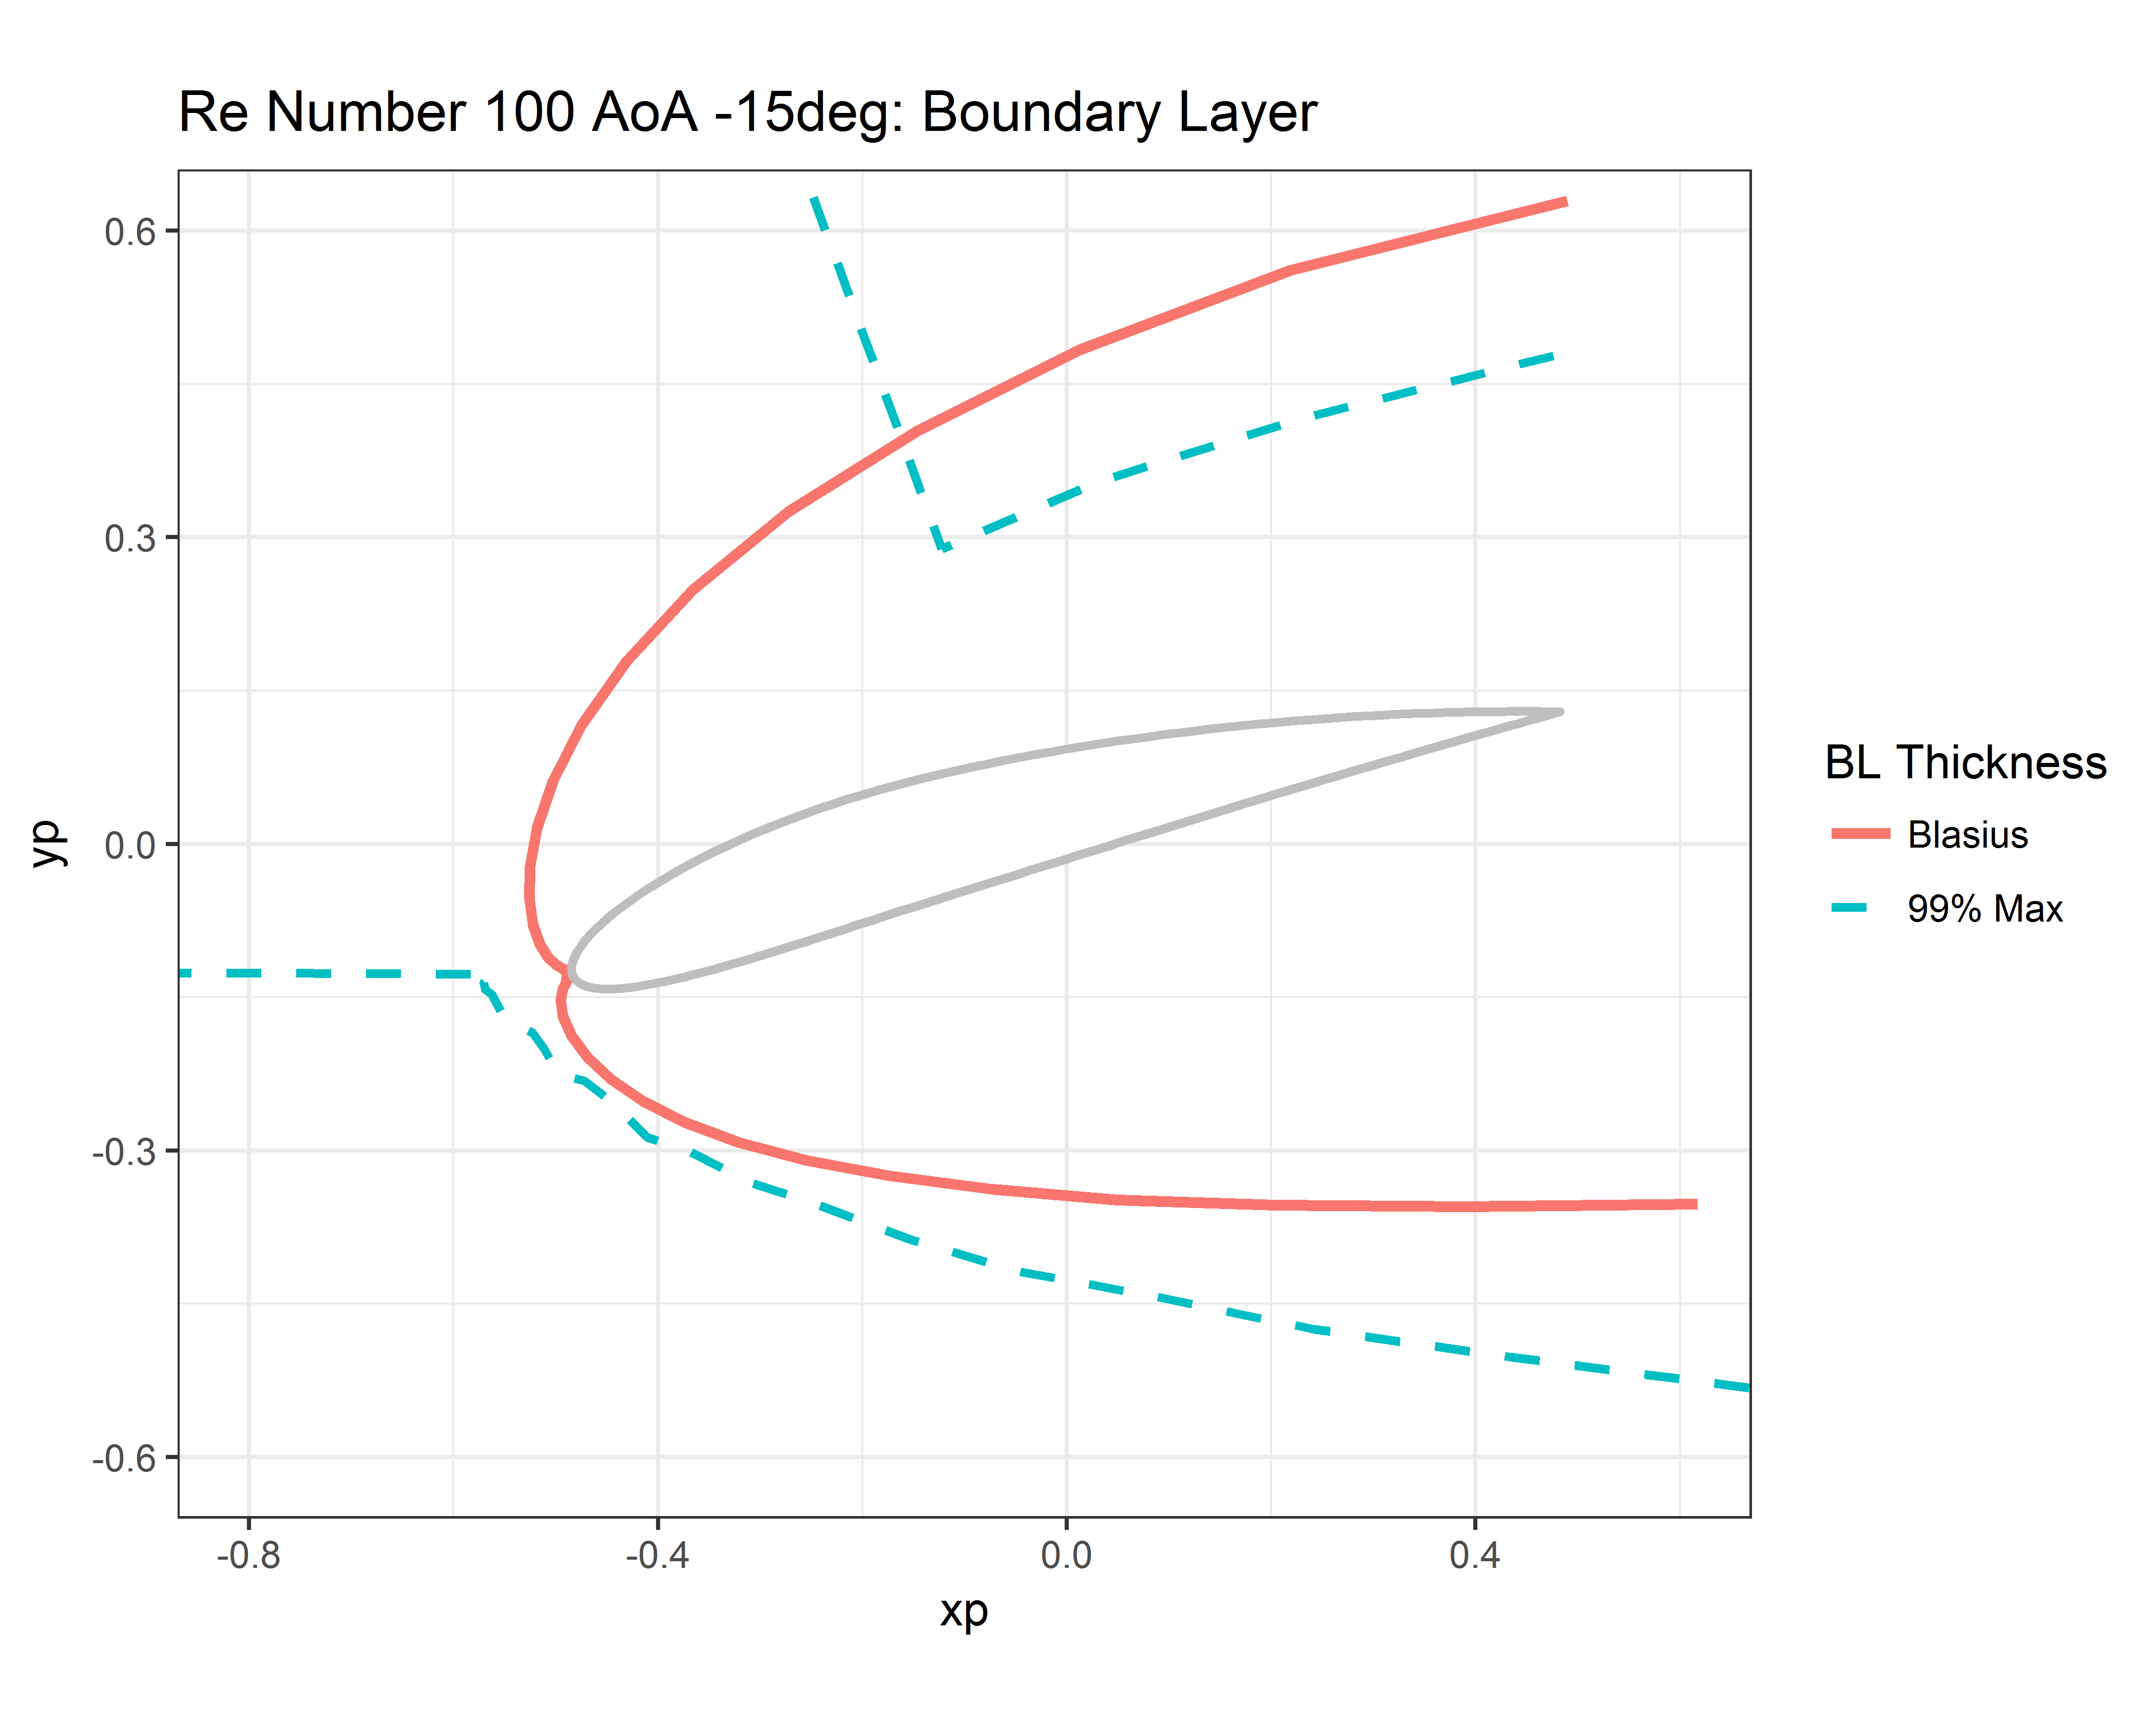 Re Number 100 AoA -15deg: Boundary Layer
0.6
0.3
0.0
-0.3
-0.6
yp
-0.8
-0.4
0.0
0.4
xp
BL Thickness
Blasius
99% Max